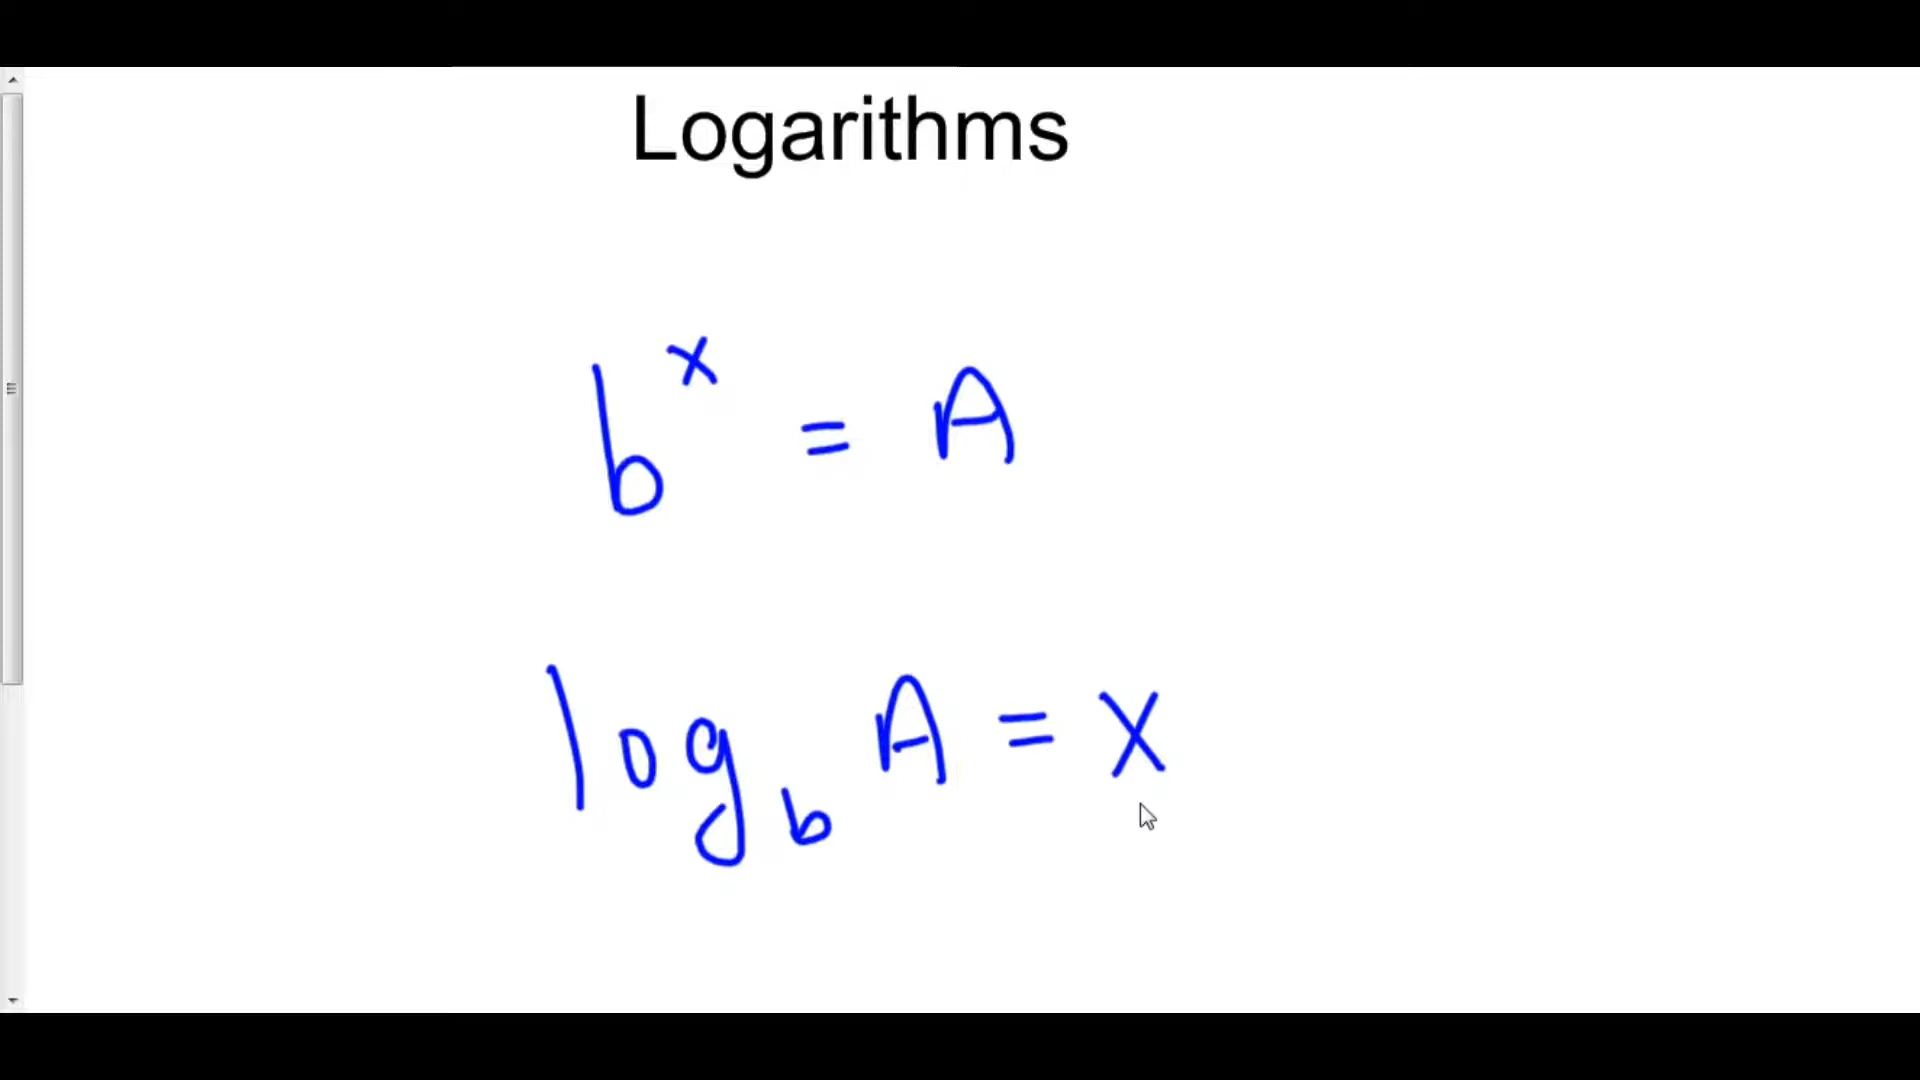 Logarithms
b^x = A
log_b A = x